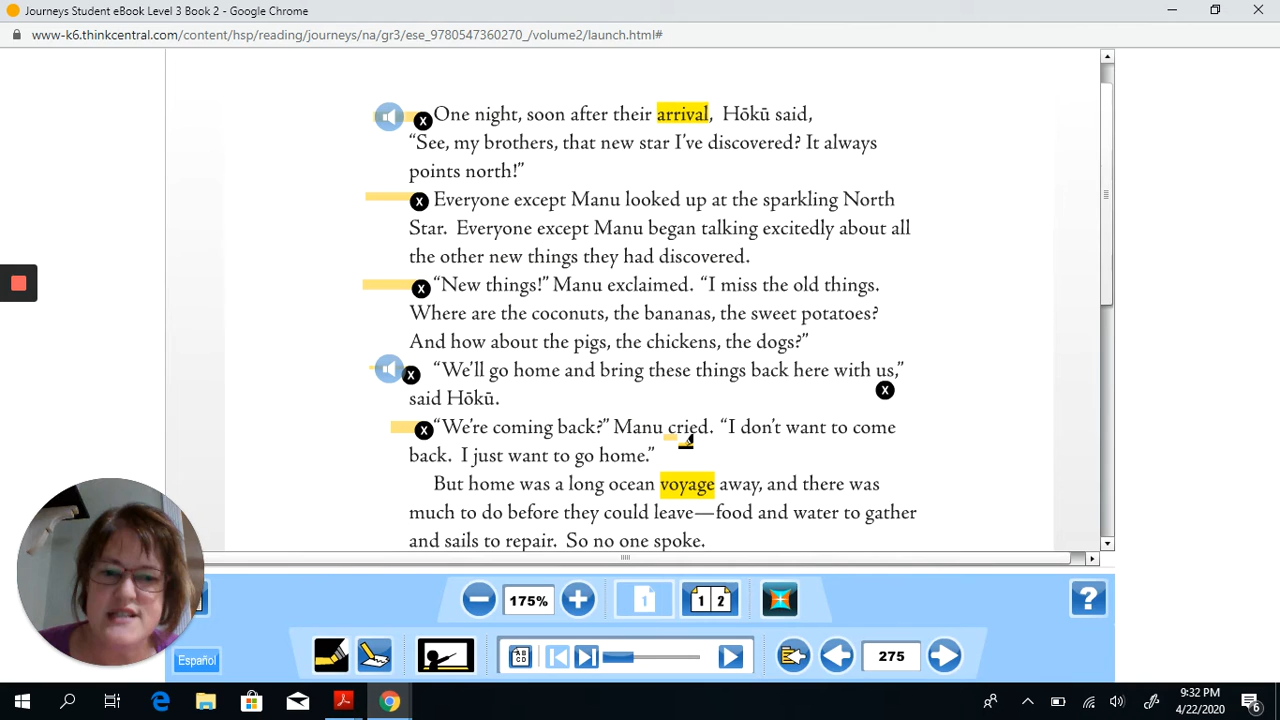 Journeys Student eBook Level 3 Book 2 - Google Chrome
www-k6.thinkcentral.com/content/hsp/reading/journeys/na/gr3/ese_9780547360270_/volume2/launch.html#
One night, soon after their arrival, Hōkū said,
“See, my brothers, that new star I’ve discovered? It always
points north!”
Everyone except Manu looked up at the sparkling North
Star. Everyone except Manu began talking excitedly about all
the other new things they had discovered.
“New things!” Manu exclaimed. “I miss the old things.
Where are the coconuts, the bananas, the sweet potatoes?
And how about the pigs, the chickens, the dogs?”
“We’ll go home and bring these things back here with us,”
said Hōkū.
“We’re coming back?” Manu cried. “I don’t want to come
back. I just want to go home.”
But home was a long ocean voyage away, and there was
much to do before they could leave—food and water to gather
and sails to repair. So no one spoke.
175%
1
1 2
?
Español
275
9:32 PM
4/22/2020
6